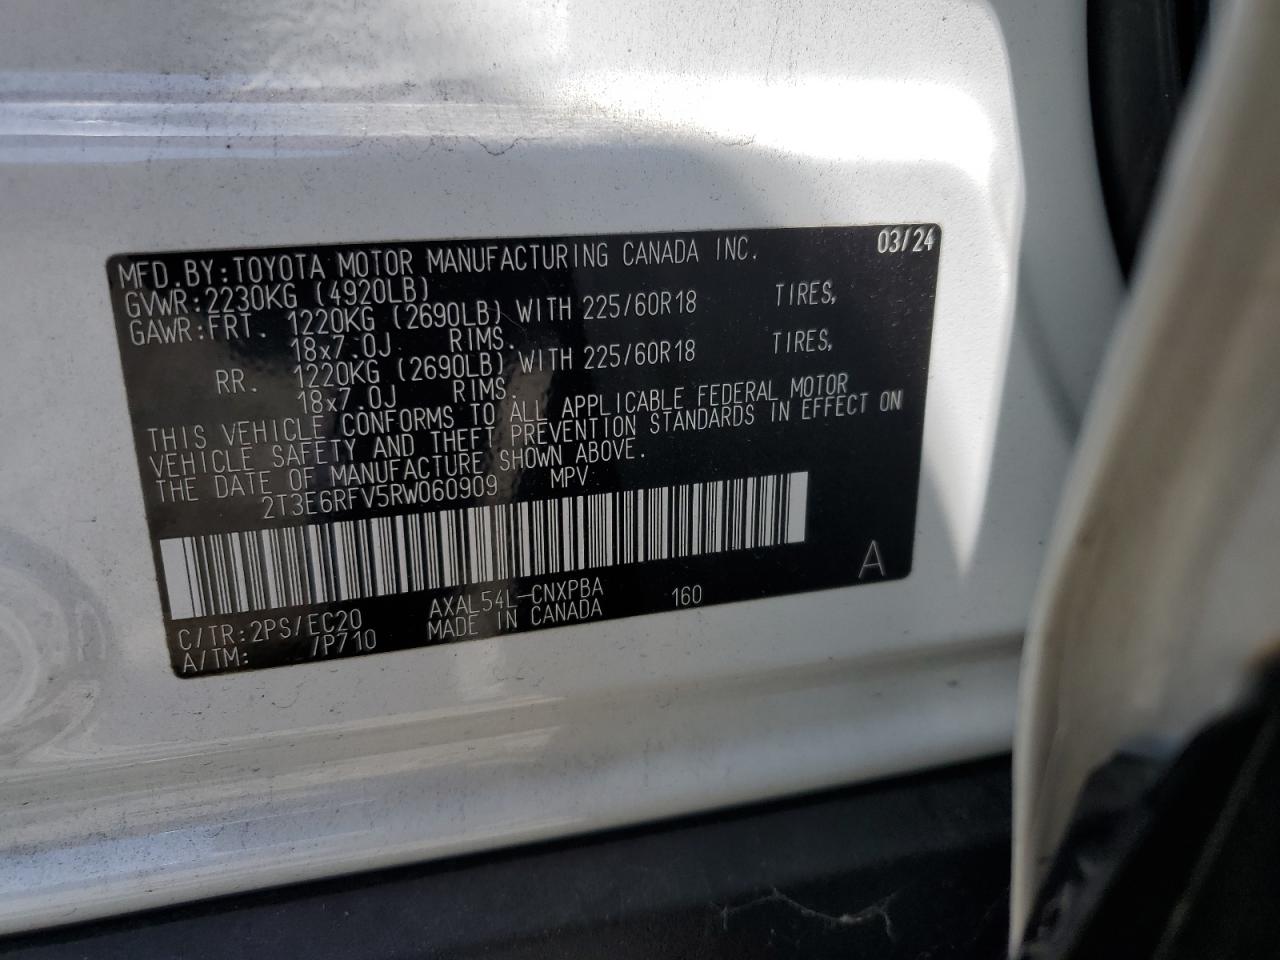 03/24
MFD.BY:TOYOTA MOTOR MANUFACTURING CANADA INC.
GVWR:2230KG (4920LB)
GAWR:FRT. 1220KG (2690LB) WITH 225/60R18 TIRES,
18x7.0J RIMS.
RR. 1220KG (2690LB) WITH 225/60R18 TIRES,
18x7.0J RIMS.
THIS VEHICLE CONFORMS TO ALL APPLICABLE FEDERAL MOTOR
VEHICLE SAFETY AND THEFT PREVENTION STANDARDS IN EFFECT ON
THE DATE OF MANUFACTURE SHOWN ABOVE.
2T3E6RFV5RW060909 MPV
A
C/TR:2PS/EC20 AXAL54L-CNXPBA 160
A/TM: /P710 MADE IN CANADA